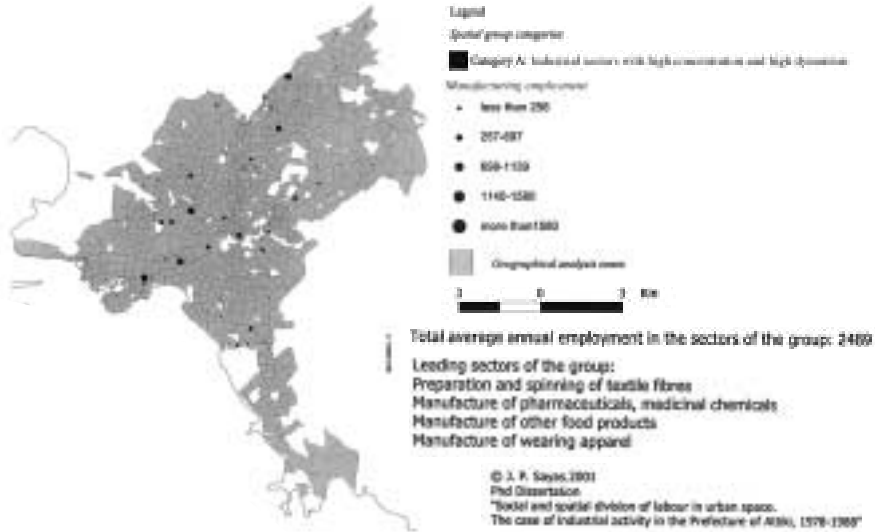 Legend
Spatial group categories
Category A: Industrial sectors with high concentration and high dynamism
Manufacturing employment
less than 256
257-697
698-1139
1140-1580
more than1580
Geographical analysis zones
3 0 3 Km
Total average annual employment in the sectors of the group: 2489
Leading sectors of the group:
Preparation and spinning of textile fibres
Manufacture of pharmaceuticals, medicinal chemicals
Manufacture of other food products
Manufacture of wearing apparel
© J. P. Sayas,2001
Phd Dissertation
"Social and spatial division of labour in urban space.
The case of industrial activity in the Prefecture of Attiki, 1978-1988"